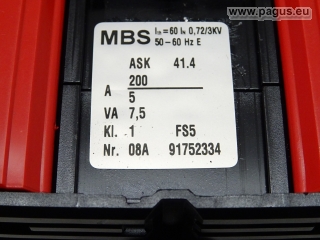 www.pagus.eu
MBS Iₜₕ=60 Iₙ 0,72/3KV
50-60 Hz E
ASK 41.4
200
A
5
VA 7,5
Kl. 1 FS5
Nr. 08A 91752334